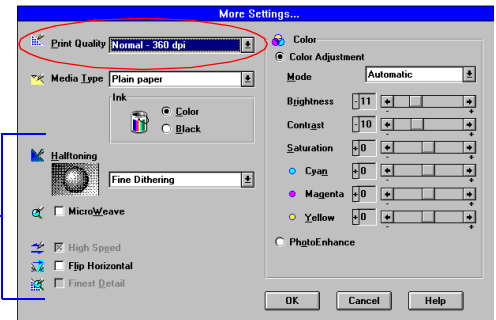 More Settings...
Print Quality
Normal - 360 dpi
Media Type
Plain paper
Ink
Color
Black
Halftoning
Fine Dithering
MicroWeave
High Speed
Flip Horizontal
Finest Detail
Color
Color Adjustment
Mode
Automatic
Brightness
-11
- +
Contrast
-10
- +
Saturation
+0
- +
Cyan
+0
- +
Magenta
+0
- +
Yellow
+0
- +
PhotoEnhance
OK
Cancel
Help